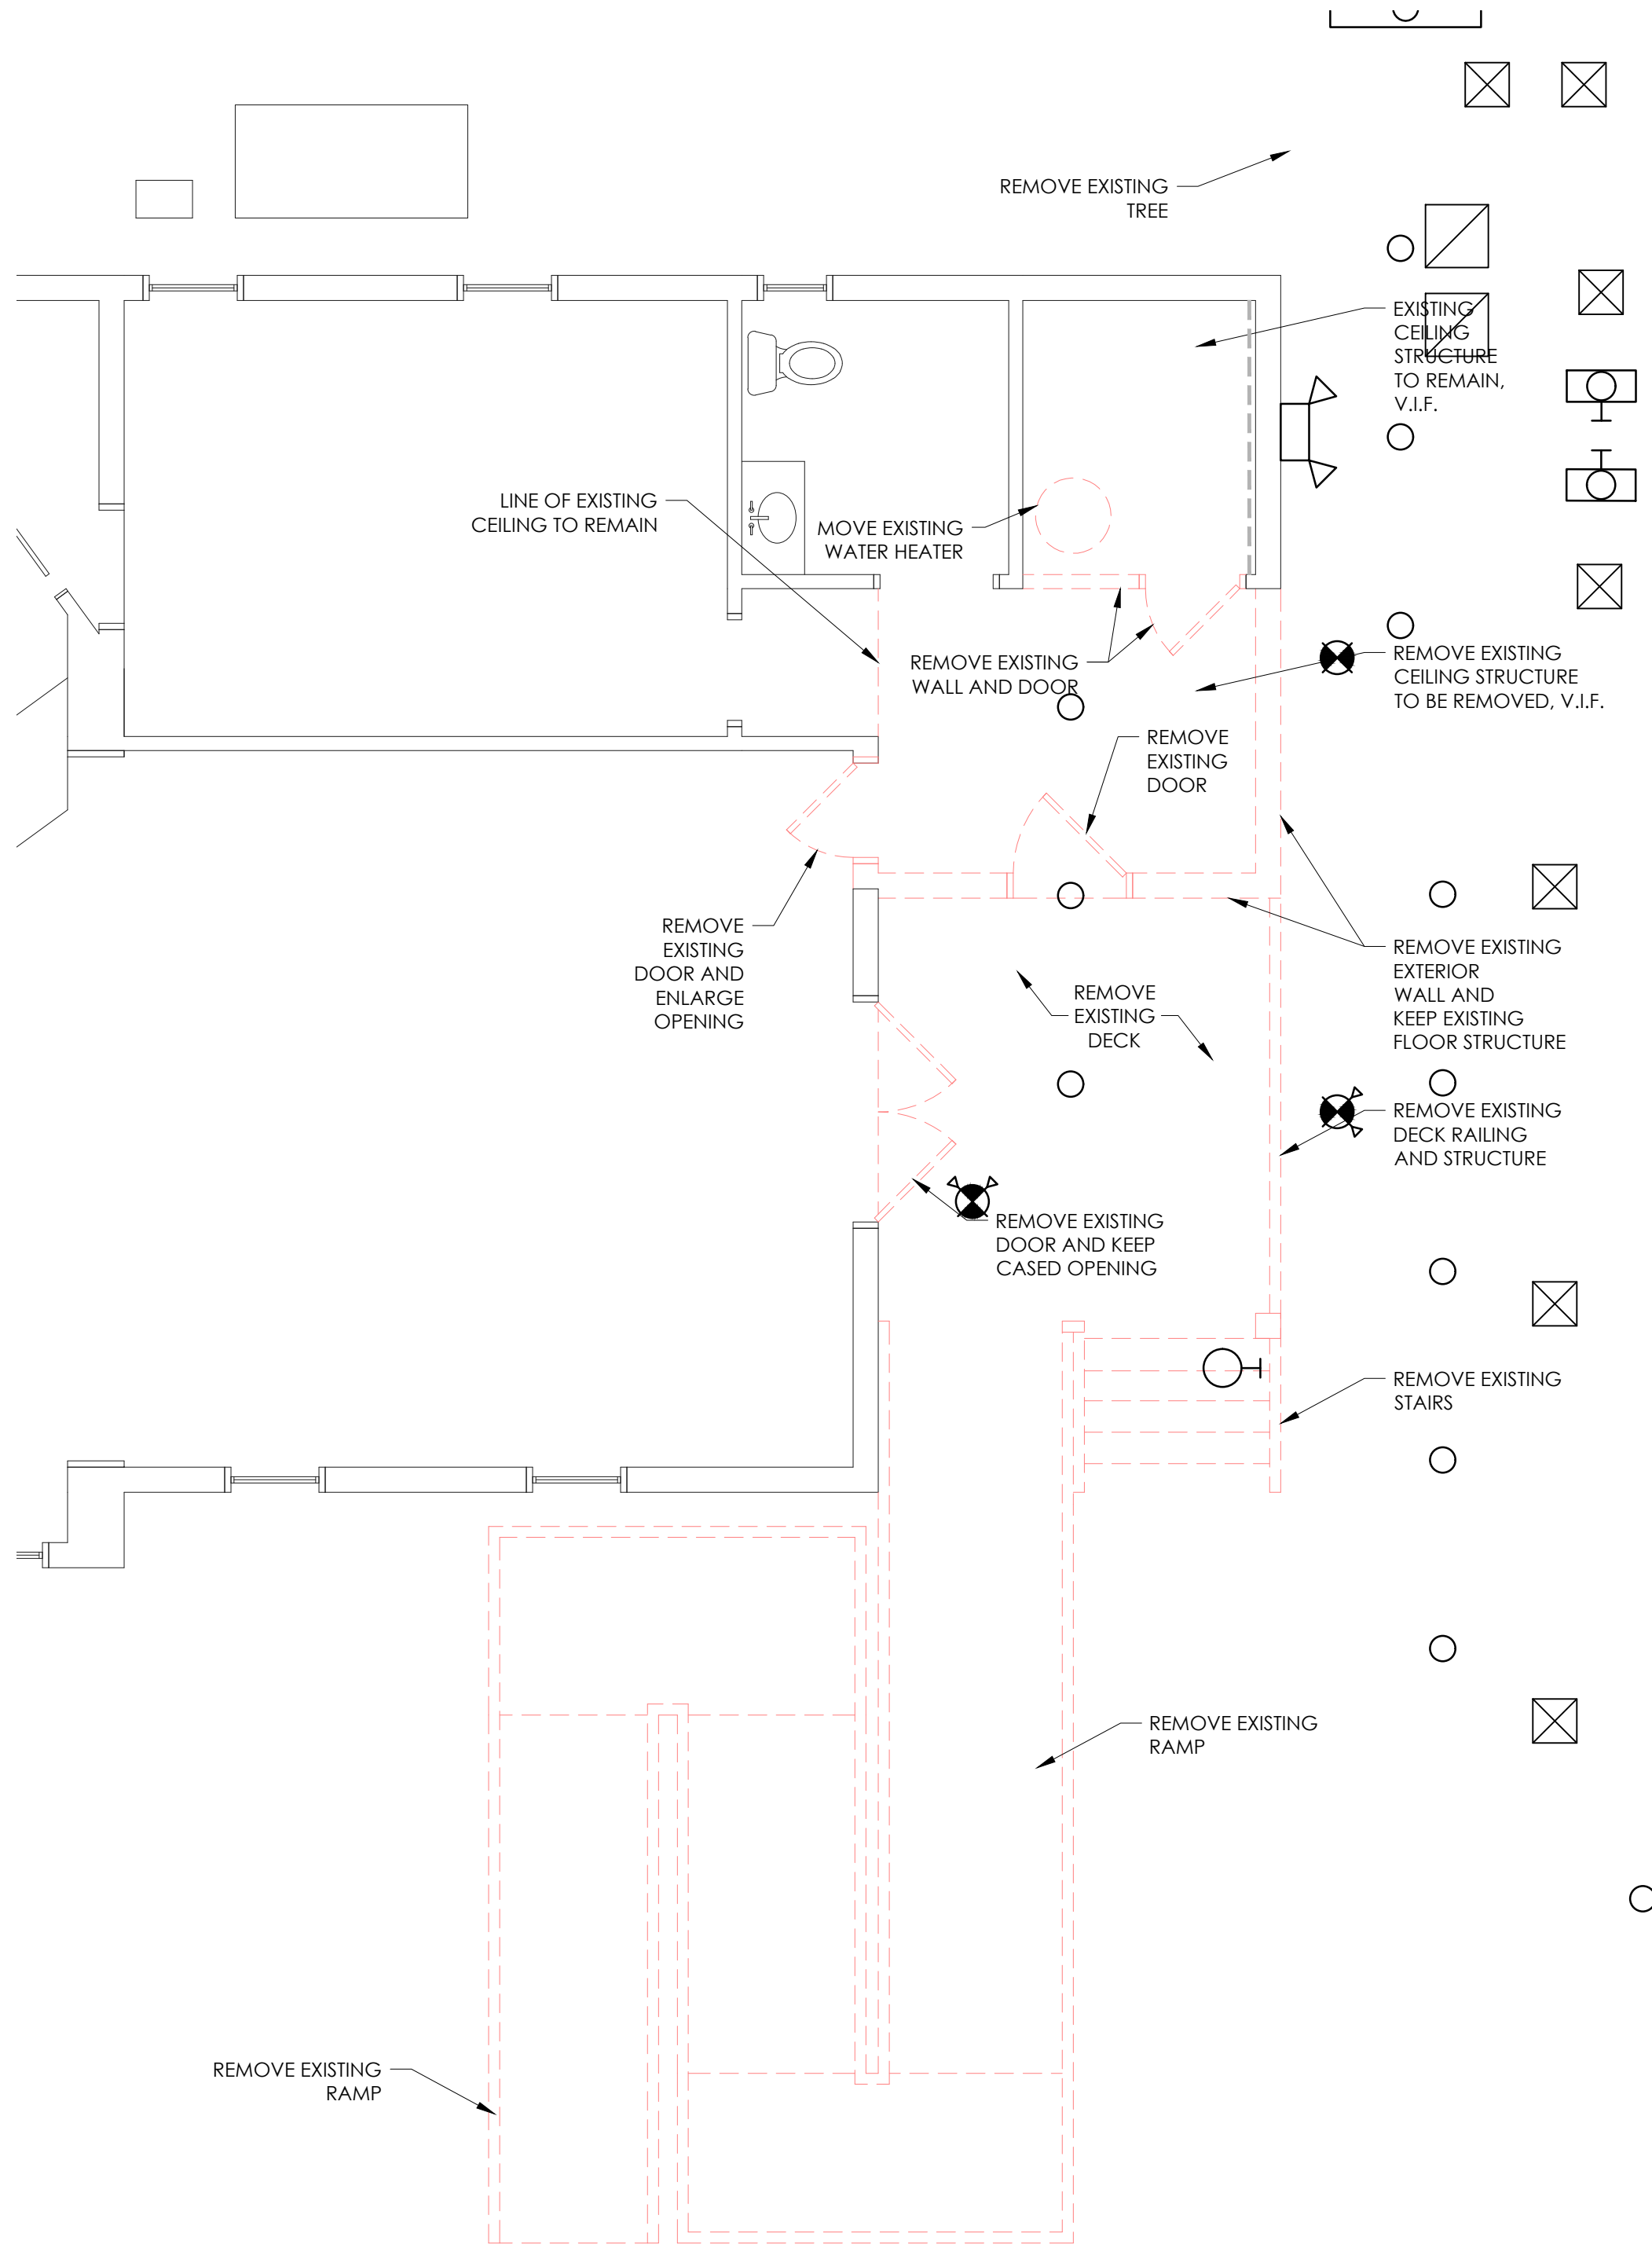 REMOVE EXISTING
TREE
EXISTING
CEILING
STRUCTURE
TO REMAIN,
V.I.F.
LINE OF EXISTING
CEILING TO REMAIN
MOVE EXISTING
WATER HEATER
REMOVE EXISTING
WALL AND DOOR
REMOVE EXISTING
CEILING STRUCTURE
TO BE REMOVED, V.I.F.
REMOVE
EXISTING
DOOR
REMOVE
EXISTING
DOOR AND
ENLARGE
OPENING
REMOVE EXISTING
EXTERIOR
WALL AND
KEEP EXISTING
FLOOR STRUCTURE
REMOVE
EXISTING
DECK
REMOVE EXISTING
DECK RAILING
AND STRUCTURE
REMOVE EXISTING
DOOR AND KEEP
CASED OPENING
REMOVE EXISTING
STAIRS
REMOVE EXISTING
RAMP
REMOVE EXISTING
RAMP